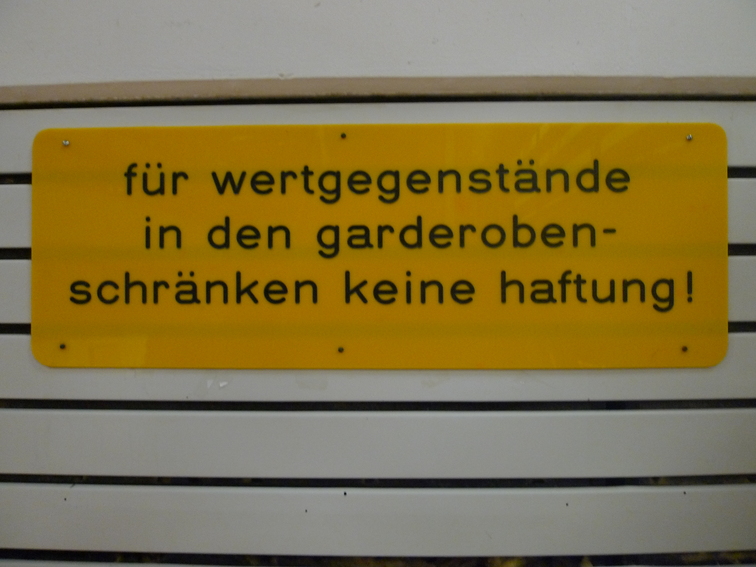 für wertgegenstände
in den garderoben-
schränken keine haftung!